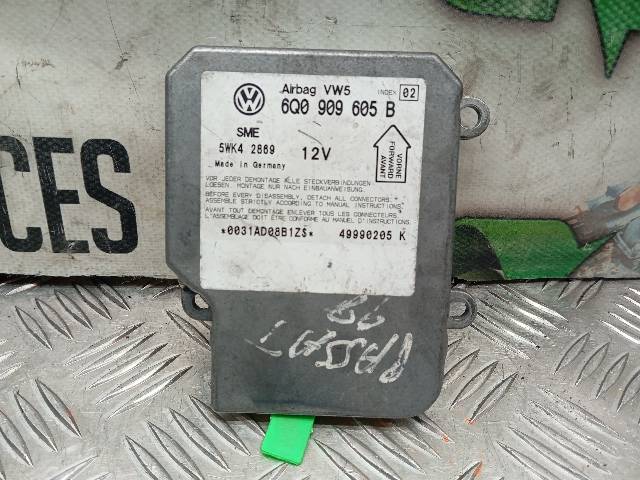 CES
Airbag VW5
INDEX 02
6Q0 909 605 B
SME
5WK4 2869
12V
Made in Germany
VORNE
FORWARD
AVANT
VOR JEDER DEMONTAGE ALLE STECKVERBINDUNGEN
LOESEN. MONTAGE NUR NACH EINBAUANWEISUNG.
BEFORE EVERY DISASSEMBLY, DETACH ALL CONNECTORS.
ASSEMBLE STRICTLY ACCORDING TO MANUAL INSTRUCTIONS.
AVANT TOUT DEMONTAGE ENLEVER TOUS LES CONNECTEURS
L'ASSEMBLAGE DOIT ETRE CONFORME AU MANUEL D'INSTRUCTIONS.
*0031AD08B1ZS*
49990205 K
PASSAT
98